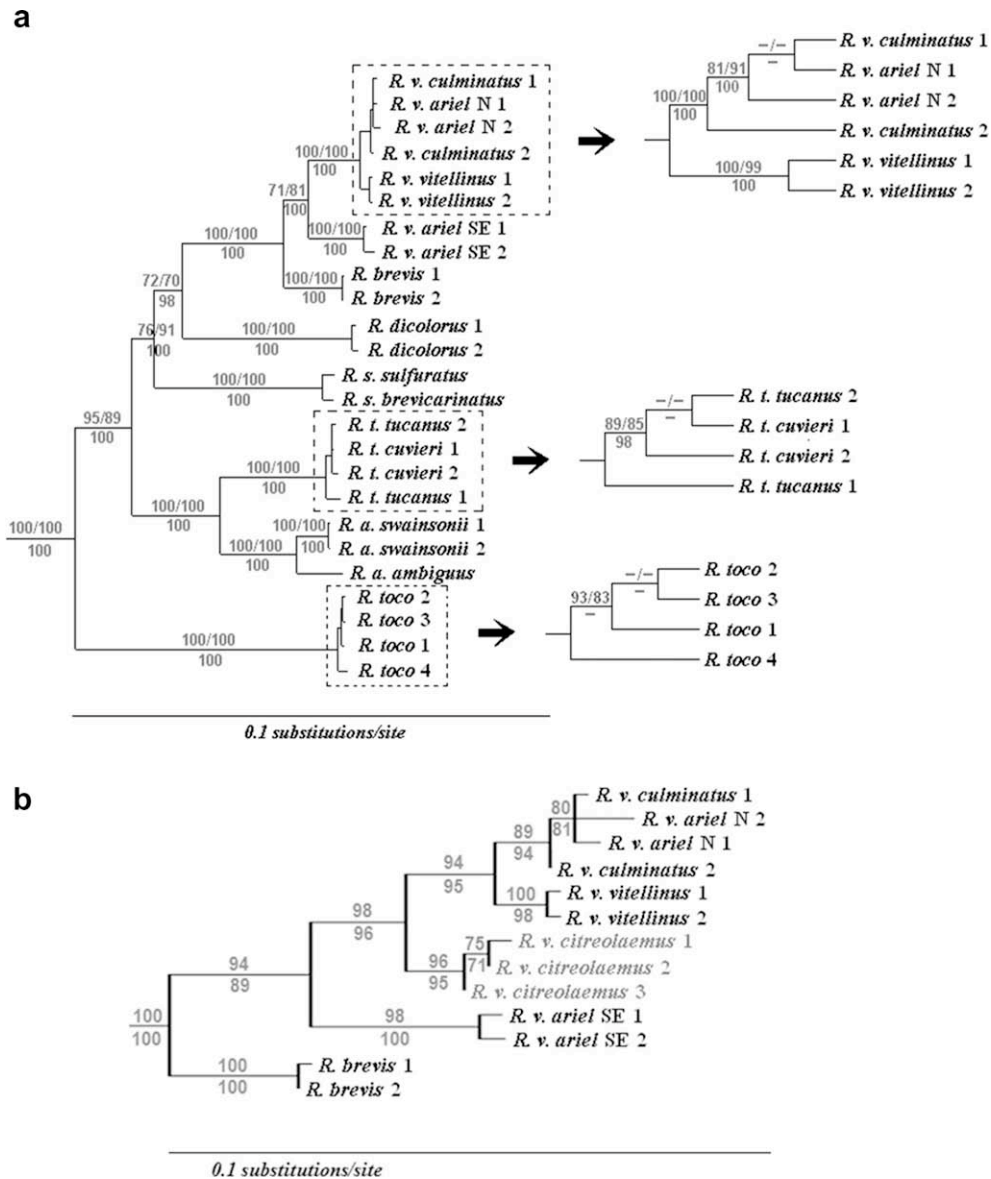 a
R. v. culminatus 1
R. v. ariel N 1
R. v. ariel N 2
R. v. culminatus 2
R. v. vitellinus 1
R. v. vitellinus 2
100/100
71/81
100
100
100/100
100
R. v. ariel SE 1
R. v. ariel SE 2
100/100
100
100/100
100
R. brevis 1
R. brevis 2
72/70
98
76/91
100
100/100
100
R. dicolorus 1
R. dicolorus 2
100/100
100
R. s. sulfuratus
R. s. brevicarinatus
95/89
100
100/100
100
R. t. tucanus 2
R. t. cuvieri 1
R. t. cuvieri 2
R. t. tucanus 1
100/100
100
100/100
100
100/100
100
R. a. swainsonii 1
R. a. swainsonii 2
R. a. ambiguus
100/100
100
100/100
100
R. toco 2
R. toco 3
R. toco 1
R. toco 4
0.1 substitutions/site
–/–
–
81/91
100
100/100
100
100/99
100
R. v. culminatus 1
R. v. ariel N 1
R. v. ariel N 2
R. v. culminatus 2
R. v. vitellinus 1
R. v. vitellinus 2
–/–
–
89/85
98
R. t. tucanus 2
R. t. cuvieri 1
R. t. cuvieri 2
R. t. tucanus 1
–/–
–
93/83
–
R. toco 2
R. toco 3
R. toco 1
R. toco 4
b
80
81
R. v. culminatus 1
R. v. ariel N 2
R. v. ariel N 1
R. v. culminatus 2
89
94
94
95
100
98
R. v. vitellinus 1
R. v. vitellinus 2
98
96
75
71
96
95
R. v. citreolaemus 1
R. v. citreolaemus 2
R. v. citreolaemus 3
94
89
98
100
R. v. ariel SE 1
R. v. ariel SE 2
100
100
100
100
R. brevis 1
R. brevis 2
0.1 substitutions/site